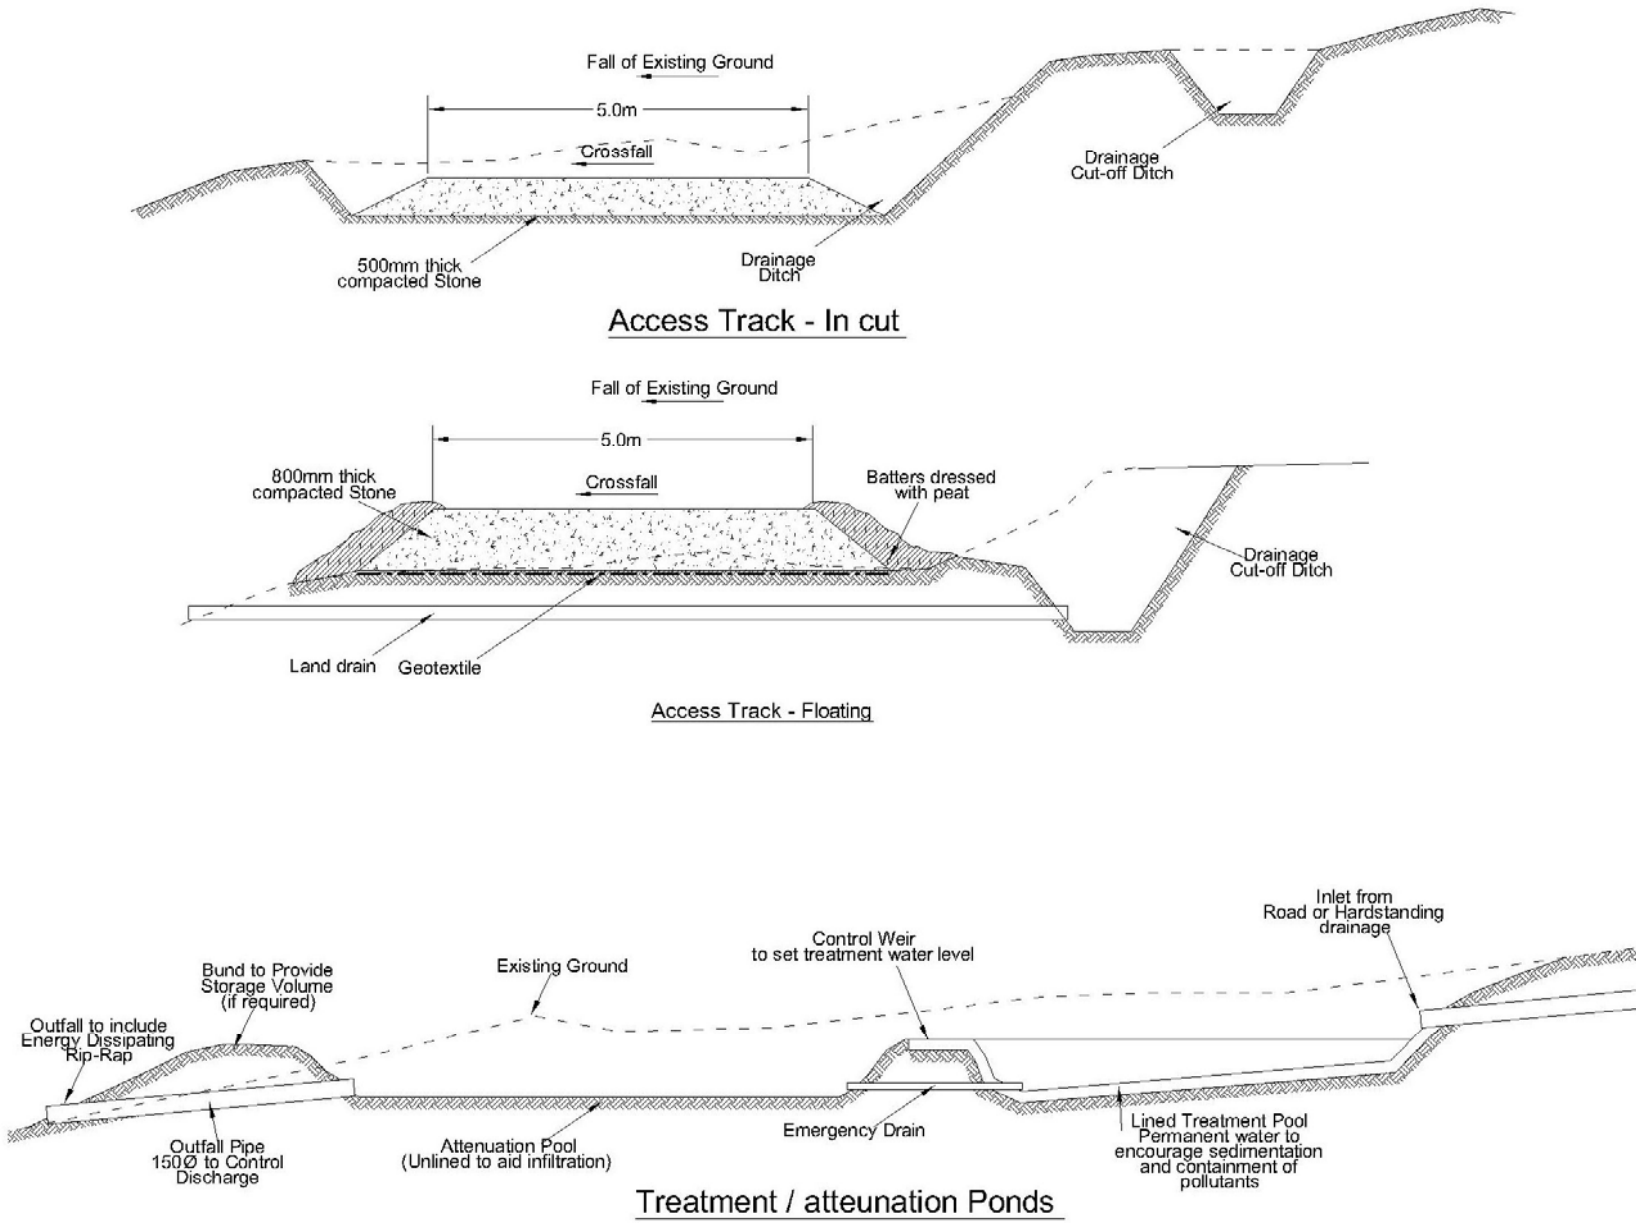 Fall of Existing Ground
5.0m
Crossfall
Drainage
Cut-off Ditch
500mm thick
compacted Stone
Drainage
Ditch
Access Track - In cut
Fall of Existing Ground
5.0m
800mm thick
compacted Stone
Crossfall
Batters dressed
with peat
Drainage
Cut-off Ditch
Land drain
Geotextile
Access Track - Floating
Inlet from
Road or Hardstanding
drainage
Control Weir
to set treatment water level
Existing Ground
Bund to Provide
Storage Volume
(if required)
Outfall to include
Energy Dissipating
Rip-Rap
Outfall Pipe
150Ø to Control
Discharge
Attenuation Pool
(Unlined to aid infiltration)
Emergency Drain
Lined Treatment Pool
Permanent water to
encourage sedimentation
and containment of
pollutants
Treatment / atteunation Ponds